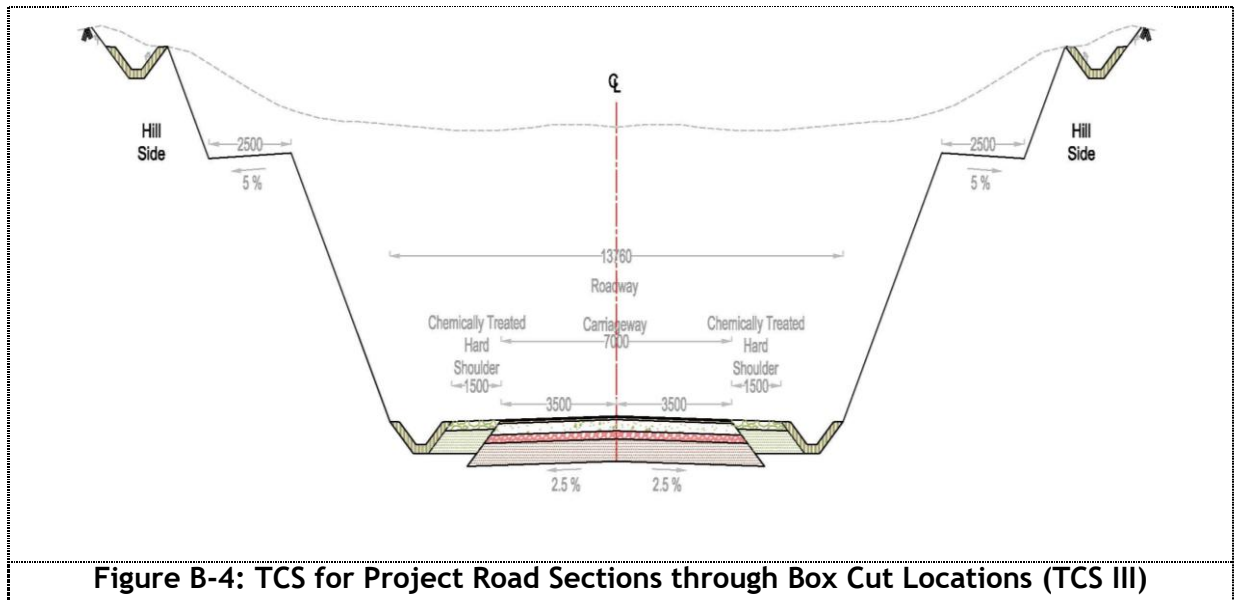 ℄
Hill
Side
2500
5 %
2500
5 %
Hill
Side
13760
Roadway
Chemically Treated
Hard
Shoulder
1500
Carriageway
7000
Chemically Treated
Hard
Shoulder
1500
3500
3500
2.5 %
2.5 %
Figure B-4: TCS for Project Road Sections through Box Cut Locations (TCS III)